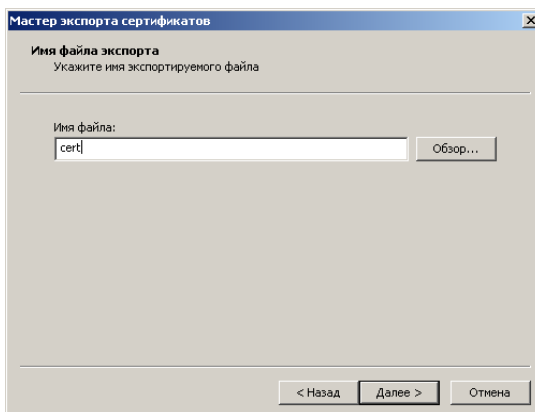 Мастер экспорта сертификатов
Имя файла экспорта
Укажите имя экспортируемого файла
Имя файла:
cert
Обзор...
< Назад
Далее >
Отмена